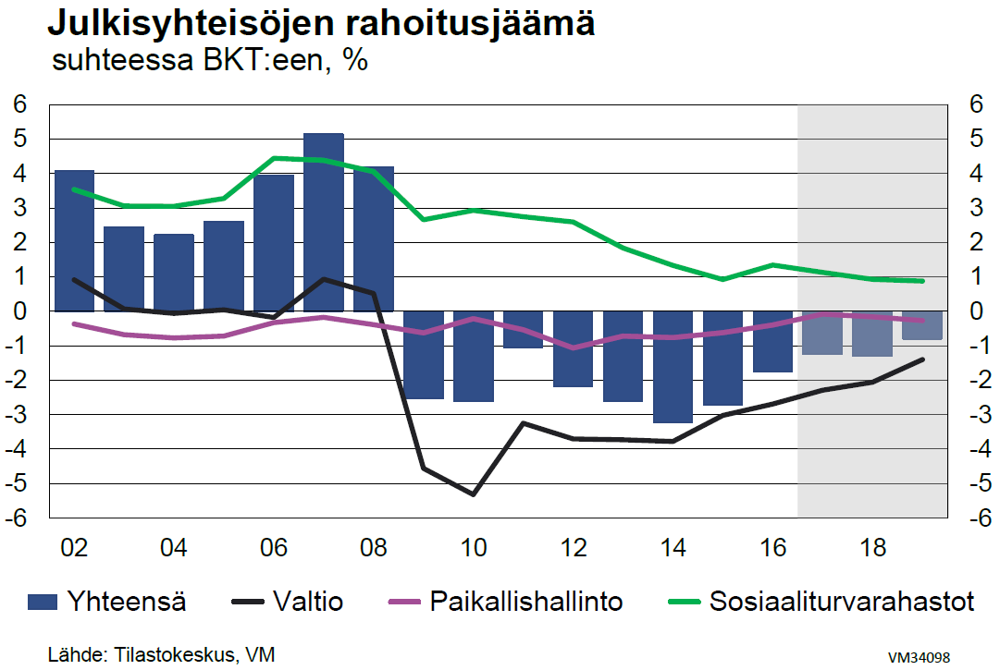 Julkisyhteisöjen rahoitusjäämä
suhteessa BKT:een, %
6 6
5 5
4 4
3 3
2 2
1 1
0 0
-1 -1
-2 -2
-3 -3
-4 -4
-5 -5
-6 -6
02 04 06 08 10 12 14 16 18
Yhteensä Valtio Paikallishallinto Sosiaaliturvarahastot
Lähde: Tilastokeskus, VM VM34098